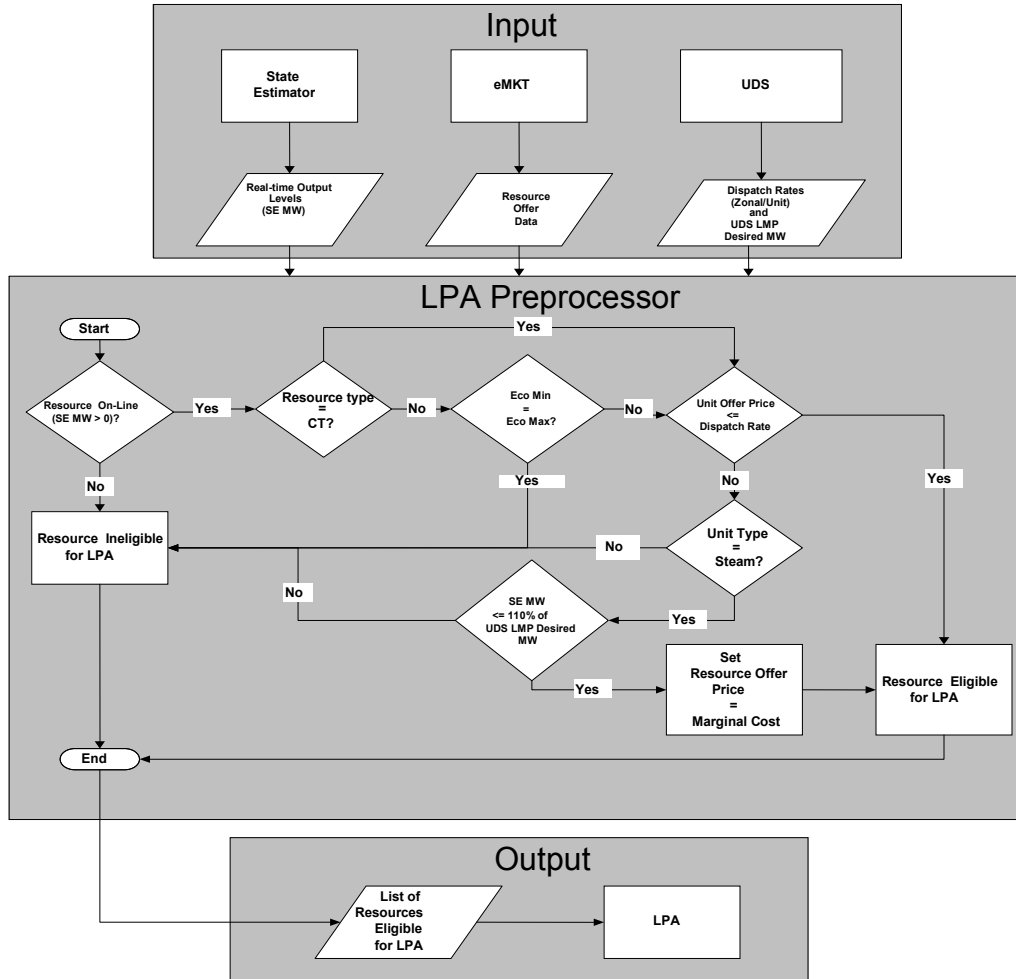 Input
State
Estimator
eMKT
UDS
Real-time Output
Levels
(SE MW)
Resource
Offer
Data
Dispatch Rates
(Zonal/Unit)
and
UDS LMP
Desired MW
LPA Preprocessor
Start
Yes
Resource On-Line
(SE MW > 0)?
Yes
Resource type
=
CT?
No
Eco Min
=
Eco Max?
No
Unit Offer Price
<=
Dispatch Rate
No
Yes
No
Yes
Resource Ineligible
for LPA
No
Unit Type
=
Steam?
No
SE MW
<= 110% of
UDS LMP Desired
MW
Yes
Yes
Set
Resource Offer
Price
=
Marginal Cost
Resource Eligible
for LPA
End
Output
List of
Resources
Eligible
for LPA
LPA